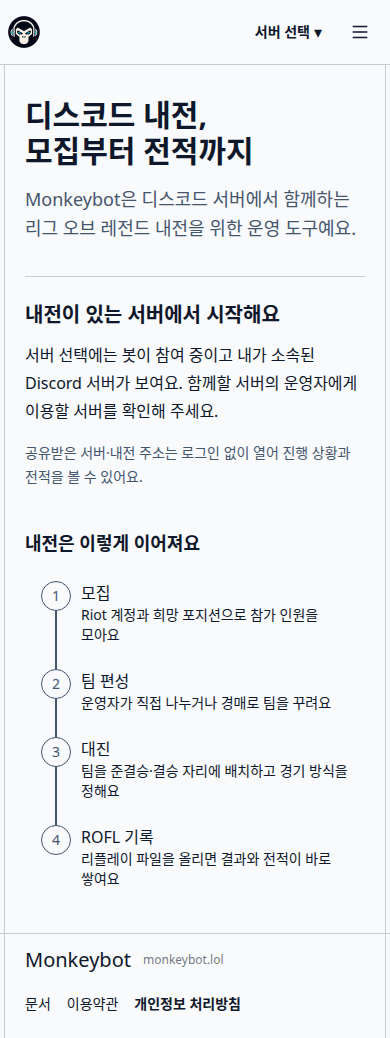 서버 선택 ▾
디스코드 내전,
모집부터 전적까지
Monkeybot은 디스코드 서버에서 함께하는
리그 오브 레전드 내전을 위한 운영 도구예요.
내전이 있는 서버에서 시작해요
서버 선택에는 봇이 참여 중이고 내가 소속된
Discord 서버가 보여요. 함께할 서버의 운영자에게
이용할 서버를 확인해 주세요.
공유받은 서버·내전 주소는 로그인 없이 열어 진행 상황과
전적을 볼 수 있어요.
내전은 이렇게 이어져요
1 모집
Riot 계정과 희망 포지션으로 참가 인원을
모아요
2 팀 편성
운영자가 직접 나누거나 경매로 팀을 꾸려요
3 대진
팀을 준결승·결승 자리에 배치하고 경기 방식을
정해요
4 ROFL 기록
리플레이 파일을 올리면 결과와 전적이 바로
쌓여요
Monkeybot monkeybot.lol
문서 이용약관 개인정보 처리방침